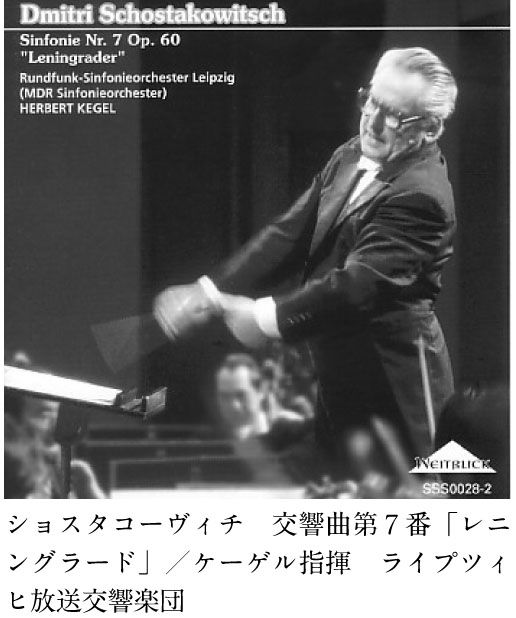 Dmitri Schostakowitsch
Sinfonie Nr. 7 Op. 60
"Leningrader"
Rundfunk-Sinfonieorchester Leipzig
(MDR Sinfonieorchester)
HERBERT KEGEL
WEITBLICK
SSS0028-2
ショスタコーヴィチ　交響曲第７番「レニ
ングラード」／ケーゲル指揮　ライプツィ
ヒ放送交響楽団